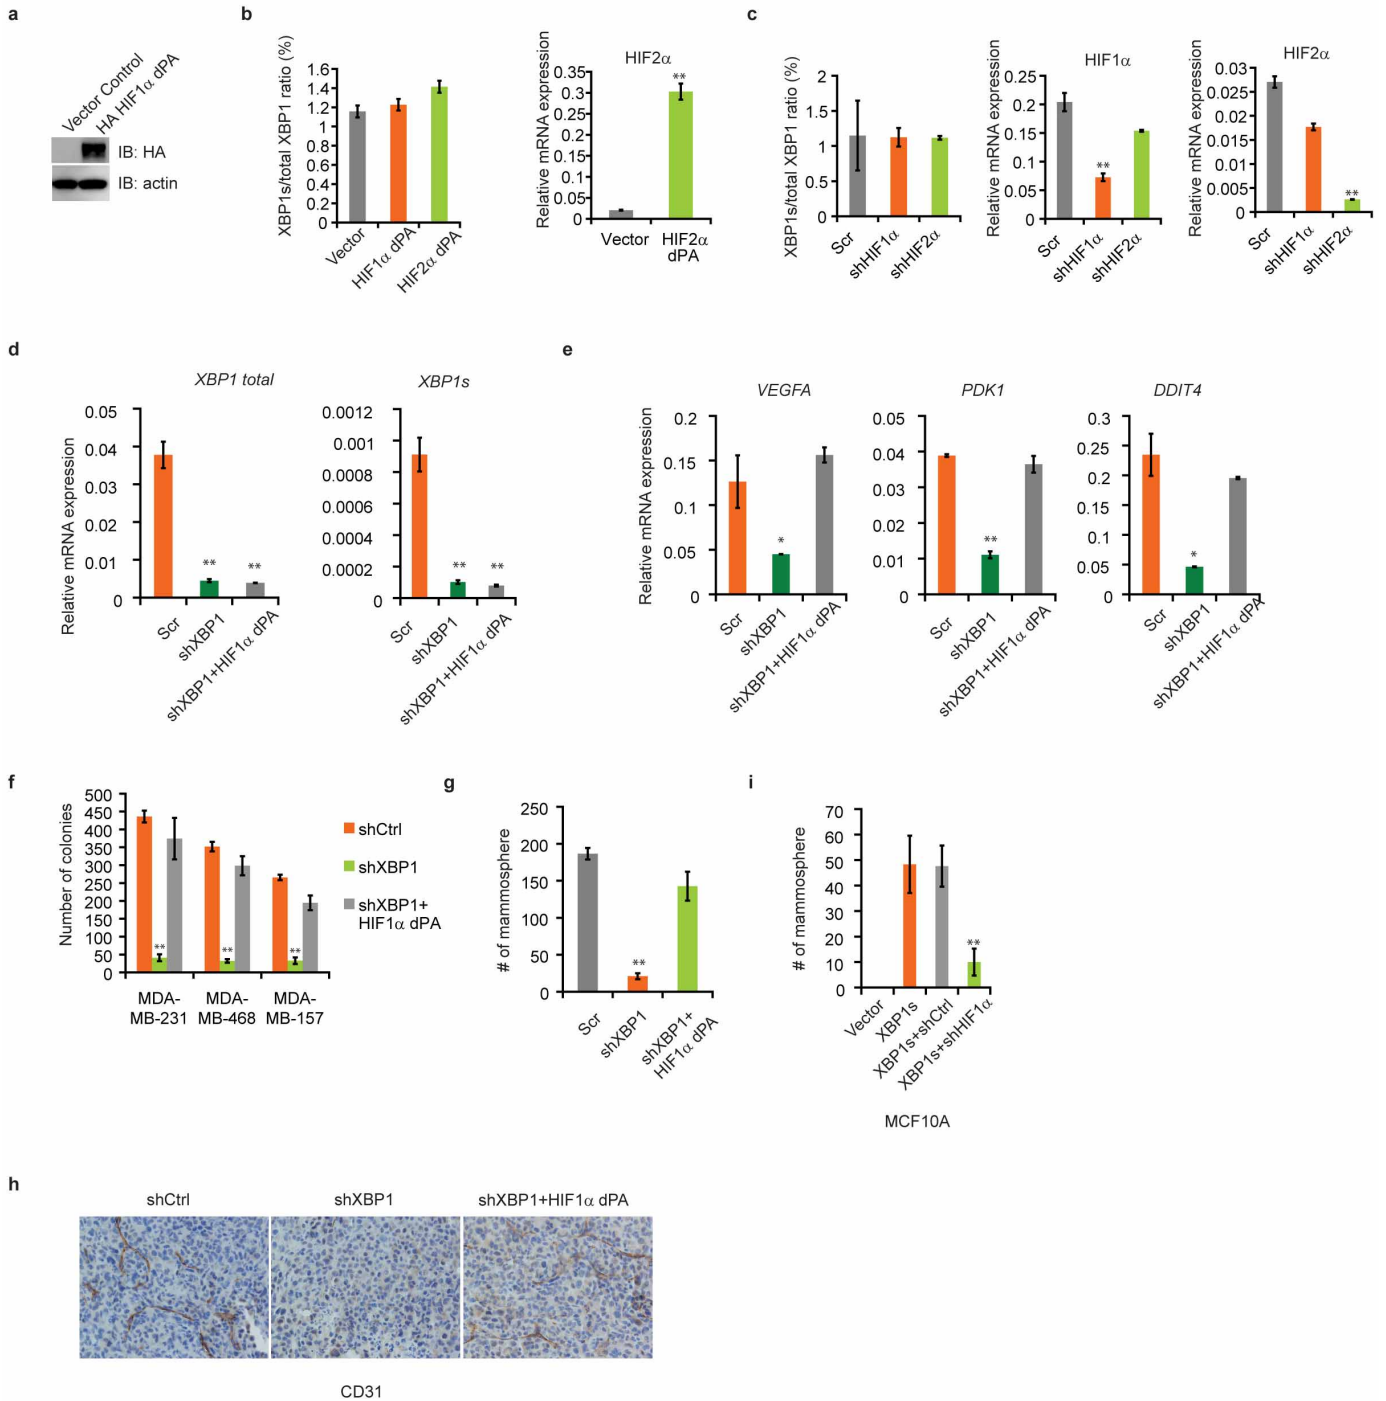 a
Vector Control
HA HIF1α dPA
IB: HA
IB: actin
b
XBP1s/total XBP1 ratio (%)
1.6
1.4
1.2
1
0.8
0.6
0.4
0.2
0
Vector
HIF1α dPA
HIF2α dPA
HIF2α
Relative mRNA expression
0.35
0.3
0.25
0.2
0.15
0.1
0.05
0
**
Vector
HIF2α
dPA
c
XBP1s/total XBP1 ratio (%)
2
1.5
1
0.5
0
Scr
shHIF1α
shHIF2α
HIF1α
Relative mRNA expression
0.25
0.2
0.15
0.1
0.05
0
**
Scr
shHIF1α
shHIF2α
HIF2α
Relative mRNA expression
0.03
0.025
0.02
0.015
0.01
0.005
0
**
Scr
shHIF1α
shHIF2α
d
XBP1 total
Relative mRNA expression
0.05
0.04
0.03
0.02
0.01
0
**
**
Scr
shXBP1
shXBP1+HIF1α dPA
XBP1s
0.0012
0.001
0.0008
0.0006
0.0004
0.0002
0
**
**
Scr
shXBP1
shXBP1+HIF1α dPA
e
VEGFA
Relative mRNA expression
0.2
0.15
0.1
0.05
0
*
Scr
shXBP1
shXBP1+HIF1α dPA
PDK1
0.05
0.04
0.03
0.02
0.01
0
**
Scr
shXBP1
shXBP1+HIF1α dPA
DDIT4
0.3
0.25
0.2
0.15
0.1
0.05
0
*
Scr
shXBP1
shXBP1+HIF1α dPA
f
Number of colonies
500
450
400
350
300
250
200
150
100
50
0
**
**
**
MDA-
MB-231
MDA-
MB-468
MDA-
MB-157
shCtrl
shXBP1
shXBP1+
HIF1α dPA
g
# of mammosphere
250
200
150
100
50
0
**
Scr
shXBP1
shXBP1+
HIF1α dPA
i
# of mammosphere
70
60
50
40
30
20
10
0
**
Vector
XBP1s
XBP1s+shCtrl
XBP1s+shHIF1α
MCF10A
h
shCtrl
shXBP1
shXBP1+HIF1α dPA
CD31